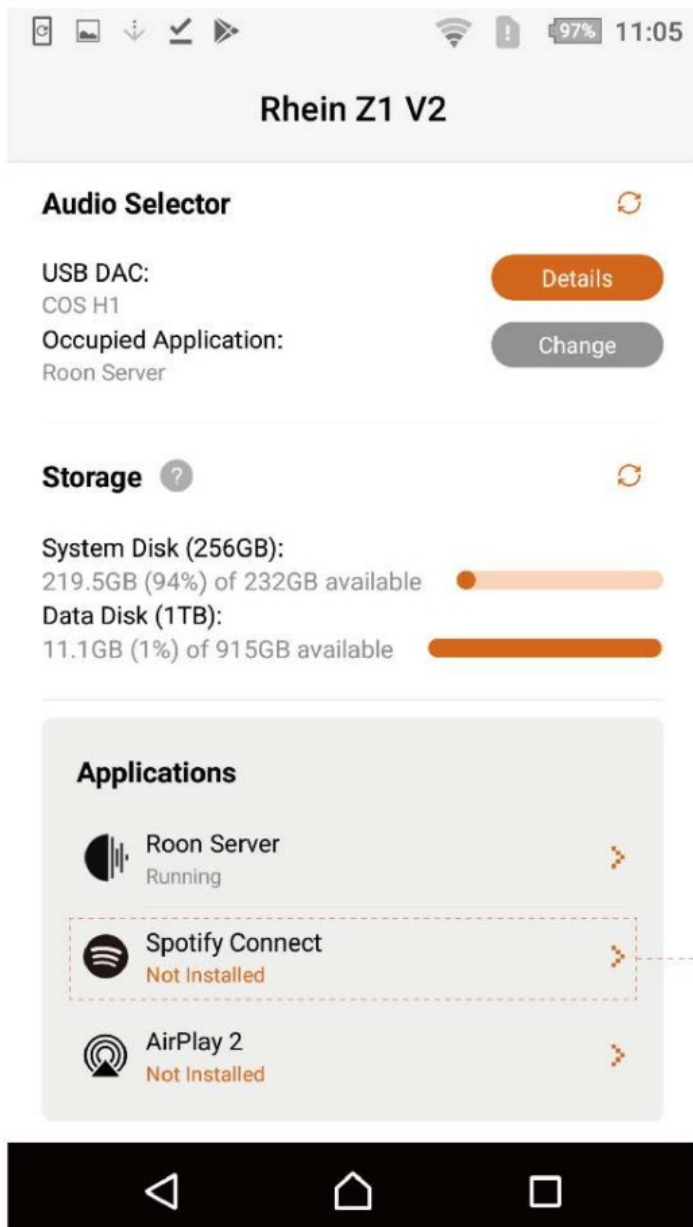 97% 11:05
Rhein Z1 V2
Audio Selector
USB DAC:
Details
COS H1
Occupied Application:
Change
Roon Server
Storage ?
System Disk (256GB):
219.5GB (94%) of 232GB available
Data Disk (1TB):
11.1GB (1%) of 915GB available
Applications
Roon Server
Running
Spotify Connect
Not Installed
AirPlay 2
Not Installed